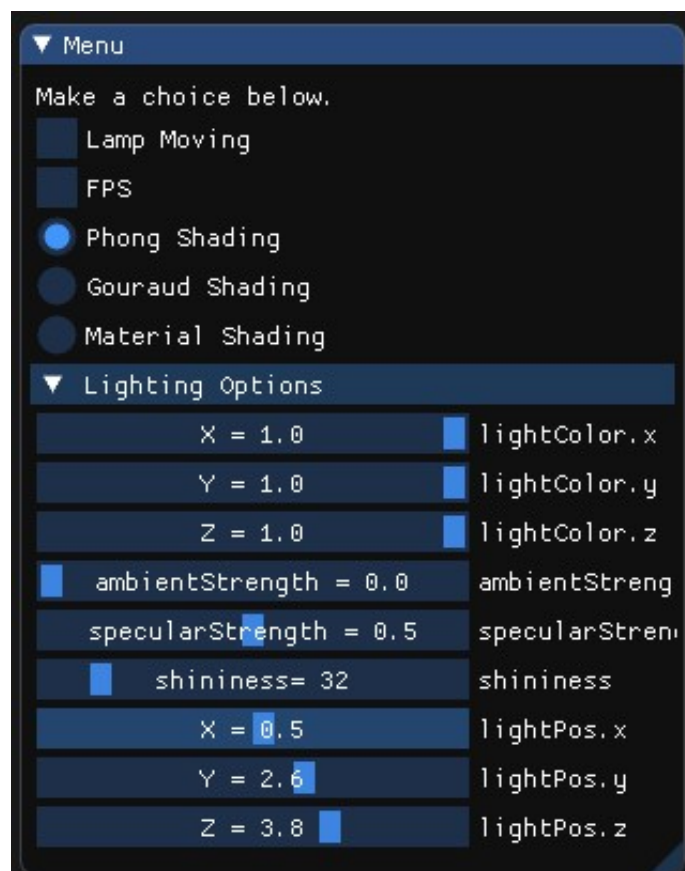 Menu
Make a choice below.
Lamp Moving
FPS
Phong Shading
Gouraud Shading
Material Shading
Lighting Options
X = 1.0 lightColor.x
Y = 1.0 lightColor.y
Z = 1.0 lightColor.z
ambientStrength = 0.0 ambientStreng
specularStrength = 0.5 specularStren
shininess= 32 shininess
X = 0.5 lightPos.x
Y = 2.6 lightPos.y
Z = 3.8 lightPos.z